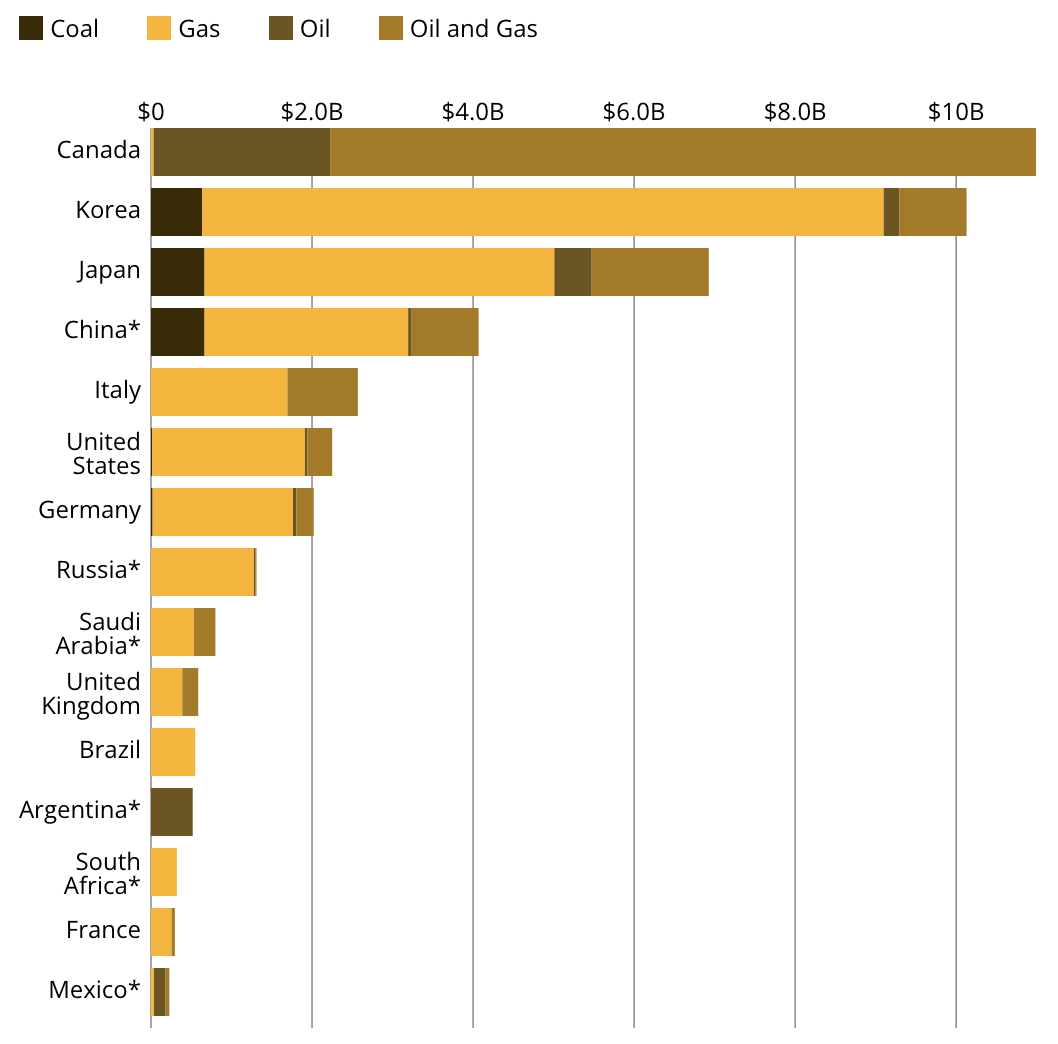 Coal Gas Oil Oil and Gas
$0 $2.0B $4.0B $6.0B $8.0B $10B
Canada
Korea
Japan
China*
Italy
United
States
Germany
Russia*
Saudi
Arabia*
United
Kingdom
Brazil
Argentina*
South
Africa*
France
Mexico*